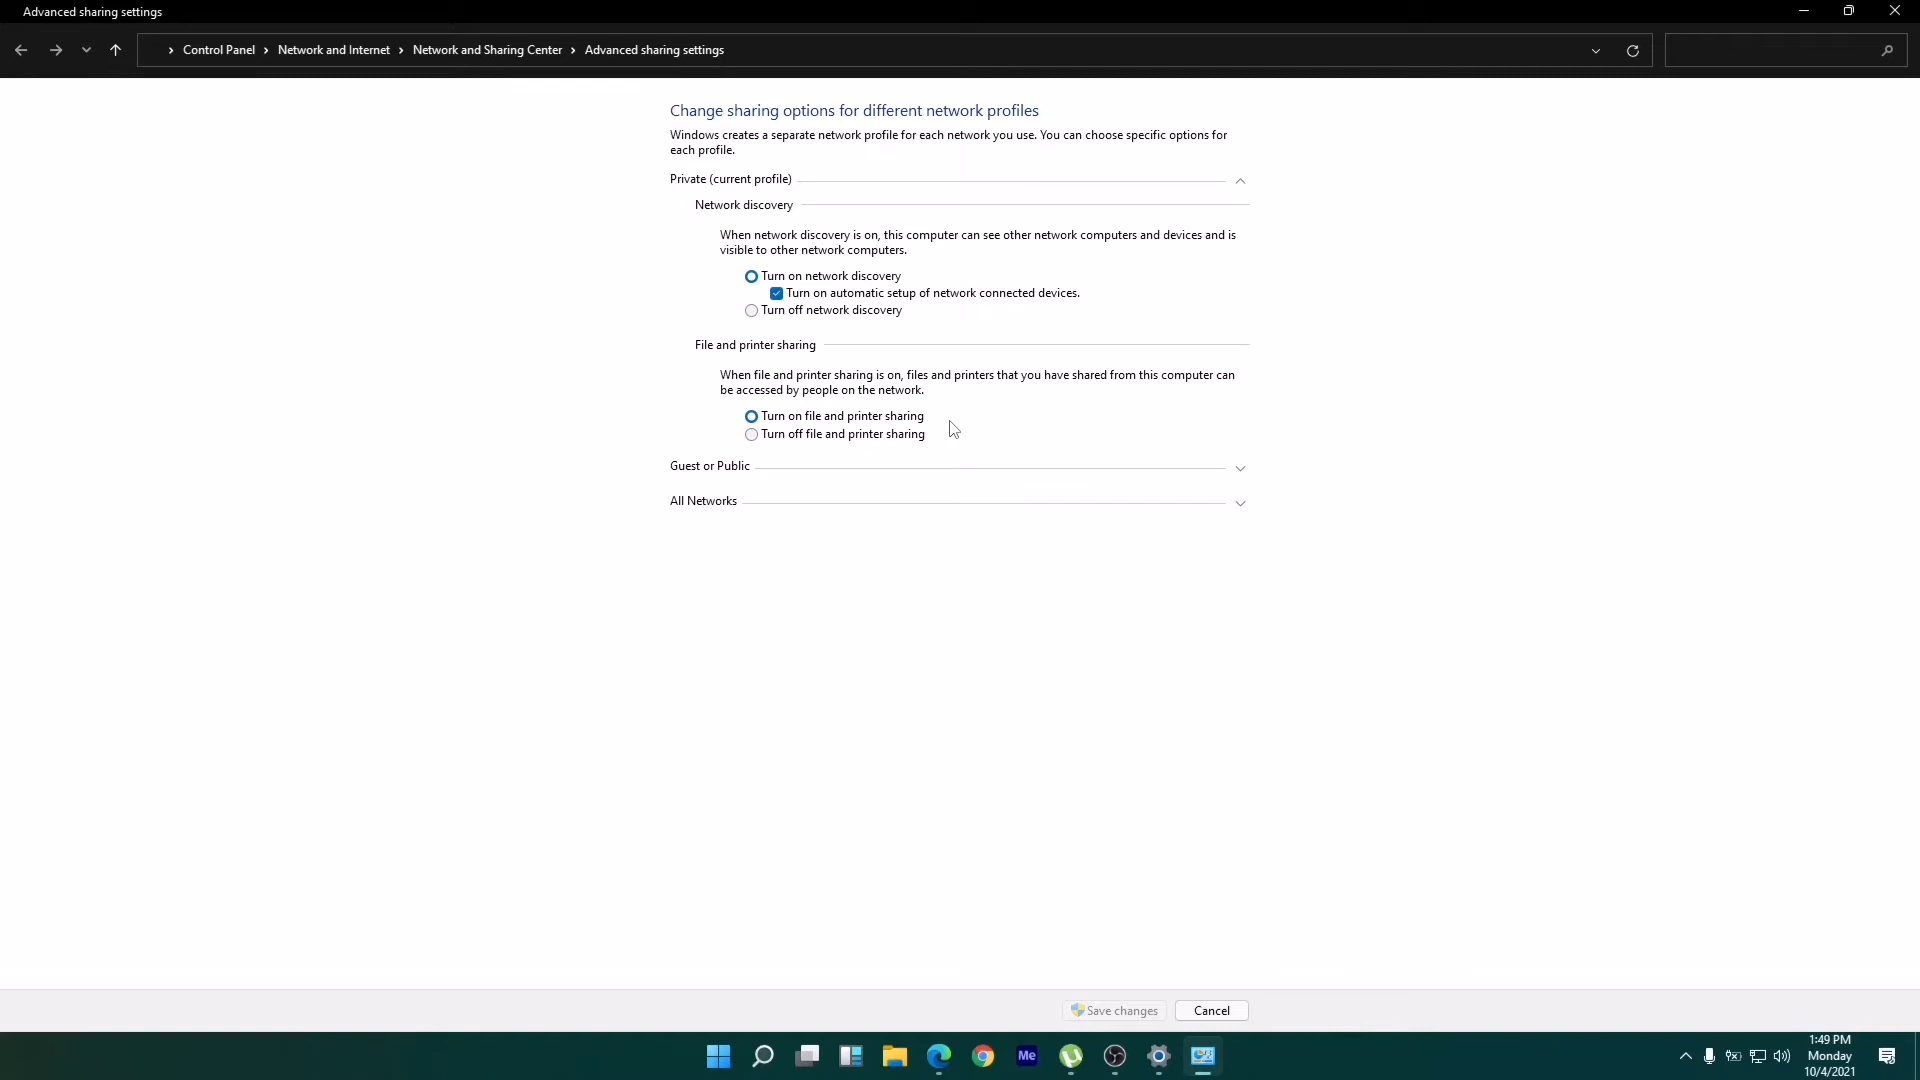 Advanced sharing settings
Control Panel > Network and Internet > Network and Sharing Center > Advanced sharing settings
Change sharing options for different network profiles
Windows creates a separate network profile for each network you use. You can choose specific options for
each profile.
Private (current profile)
Network discovery
When network discovery is on, this computer can see other network computers and devices and is
visible to other network computers.
Turn on network discovery
Turn on automatic setup of network connected devices.
Turn off network discovery
File and printer sharing
When file and printer sharing is on, files and printers that you have shared from this computer can
be accessed by people on the network.
Turn on file and printer sharing
Turn off file and printer sharing
Guest or Public
All Networks
Save changes
Cancel
Me
1:49 PM
Monday
10/4/2021